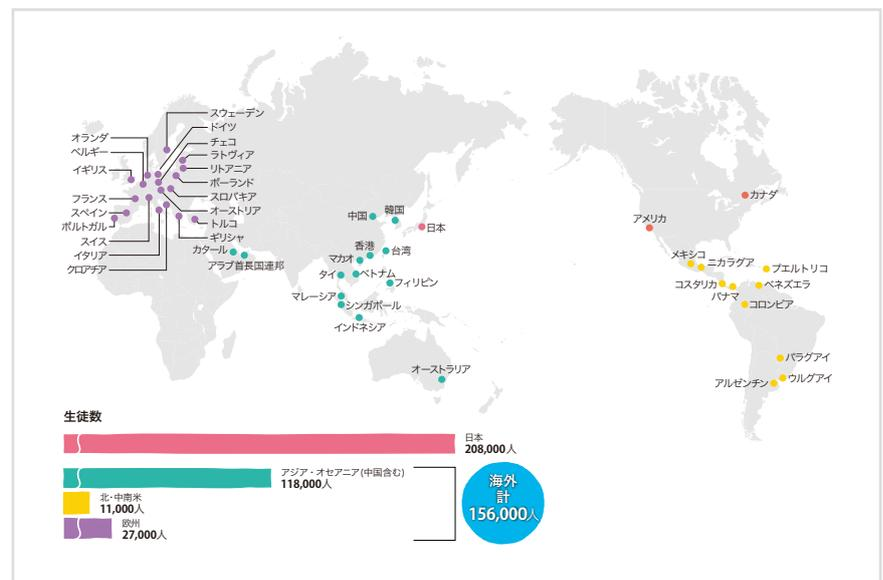 スウェーデン
ドイツ
チェコ
ラトヴィア
リトアニア
ポーランド
スロバキア
オーストリア
トルコ
ギリシャ
オランダ
ベルギー
イギリス
フランス
スペイン
ポルトガル
スイス
イタリア
クロアチア
カタール
アラブ首長国連邦
中国
韓国
日本
香港
台湾
マカオ
タイ
ベトナム
フィリピン
マレーシア
シンガポール
インドネシア
オーストラリア
カナダ
アメリカ
メキシコ
ニカラグア
プエルトリコ
コスタリカ
ベネズエラ
パナマ
コロンビア
パラグアイ
アルゼンチン
ウルグアイ
生徒数
日本
208,000人
アジア・オセアニア(中国含む)
118,000人
北・中南米
11,000人
欧州
27,000人
海外
計
156,000人